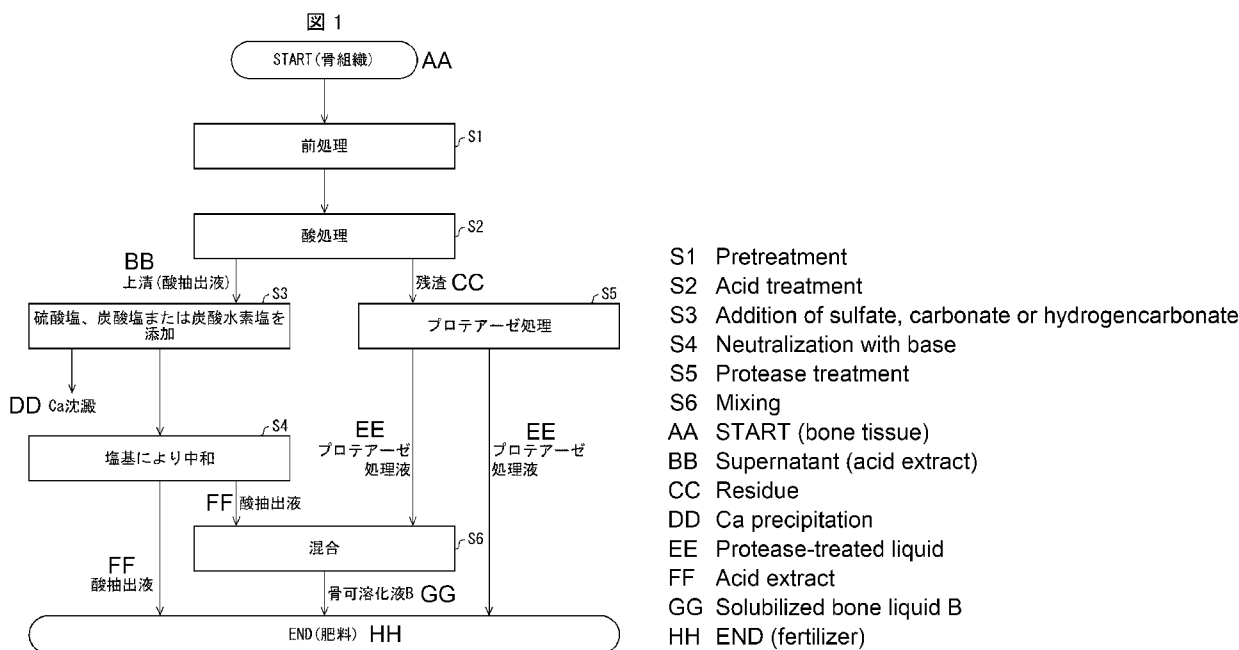 図 1
START(骨組織) AA
前処理 S1
酸処理 S2
BB
上清(酸抽出液)
残渣 CC
S3
硫酸塩、炭酸塩または炭酸水素塩を
添加
S5
プロテアーゼ処理
DD Ca沈澱
S4
塩基により中和
EE
プロテアーゼ
処理液
EE
プロテアーゼ
処理液
FF 酸抽出液
混合 S6
FF
酸抽出液
骨可溶化液B GG
END(肥料) HH
S1 Pretreatment
S2 Acid treatment
S3 Addition of sulfate, carbonate or hydrogencarbonate
S4 Neutralization with base
S5 Protease treatment
S6 Mixing
AA START (bone tissue)
BB Supernatant (acid extract)
CC Residue
DD Ca precipitation
EE Protease-treated liquid
FF Acid extract
GG Solubilized bone liquid B
HH END (fertilizer)